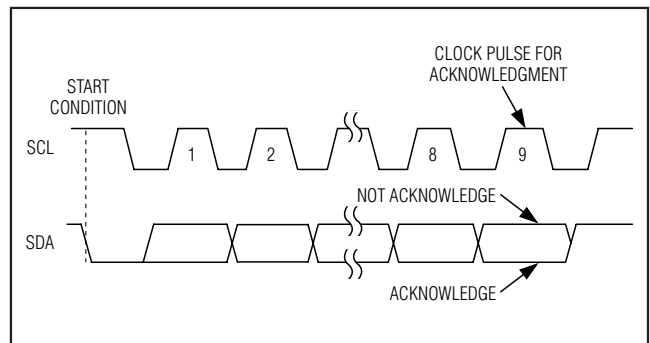 CLOCK PULSE FOR
ACKNOWLEDGMENT
START
CONDITION
SCL
1
2
8
9
NOT ACKNOWLEDGE
SDA
ACKNOWLEDGE